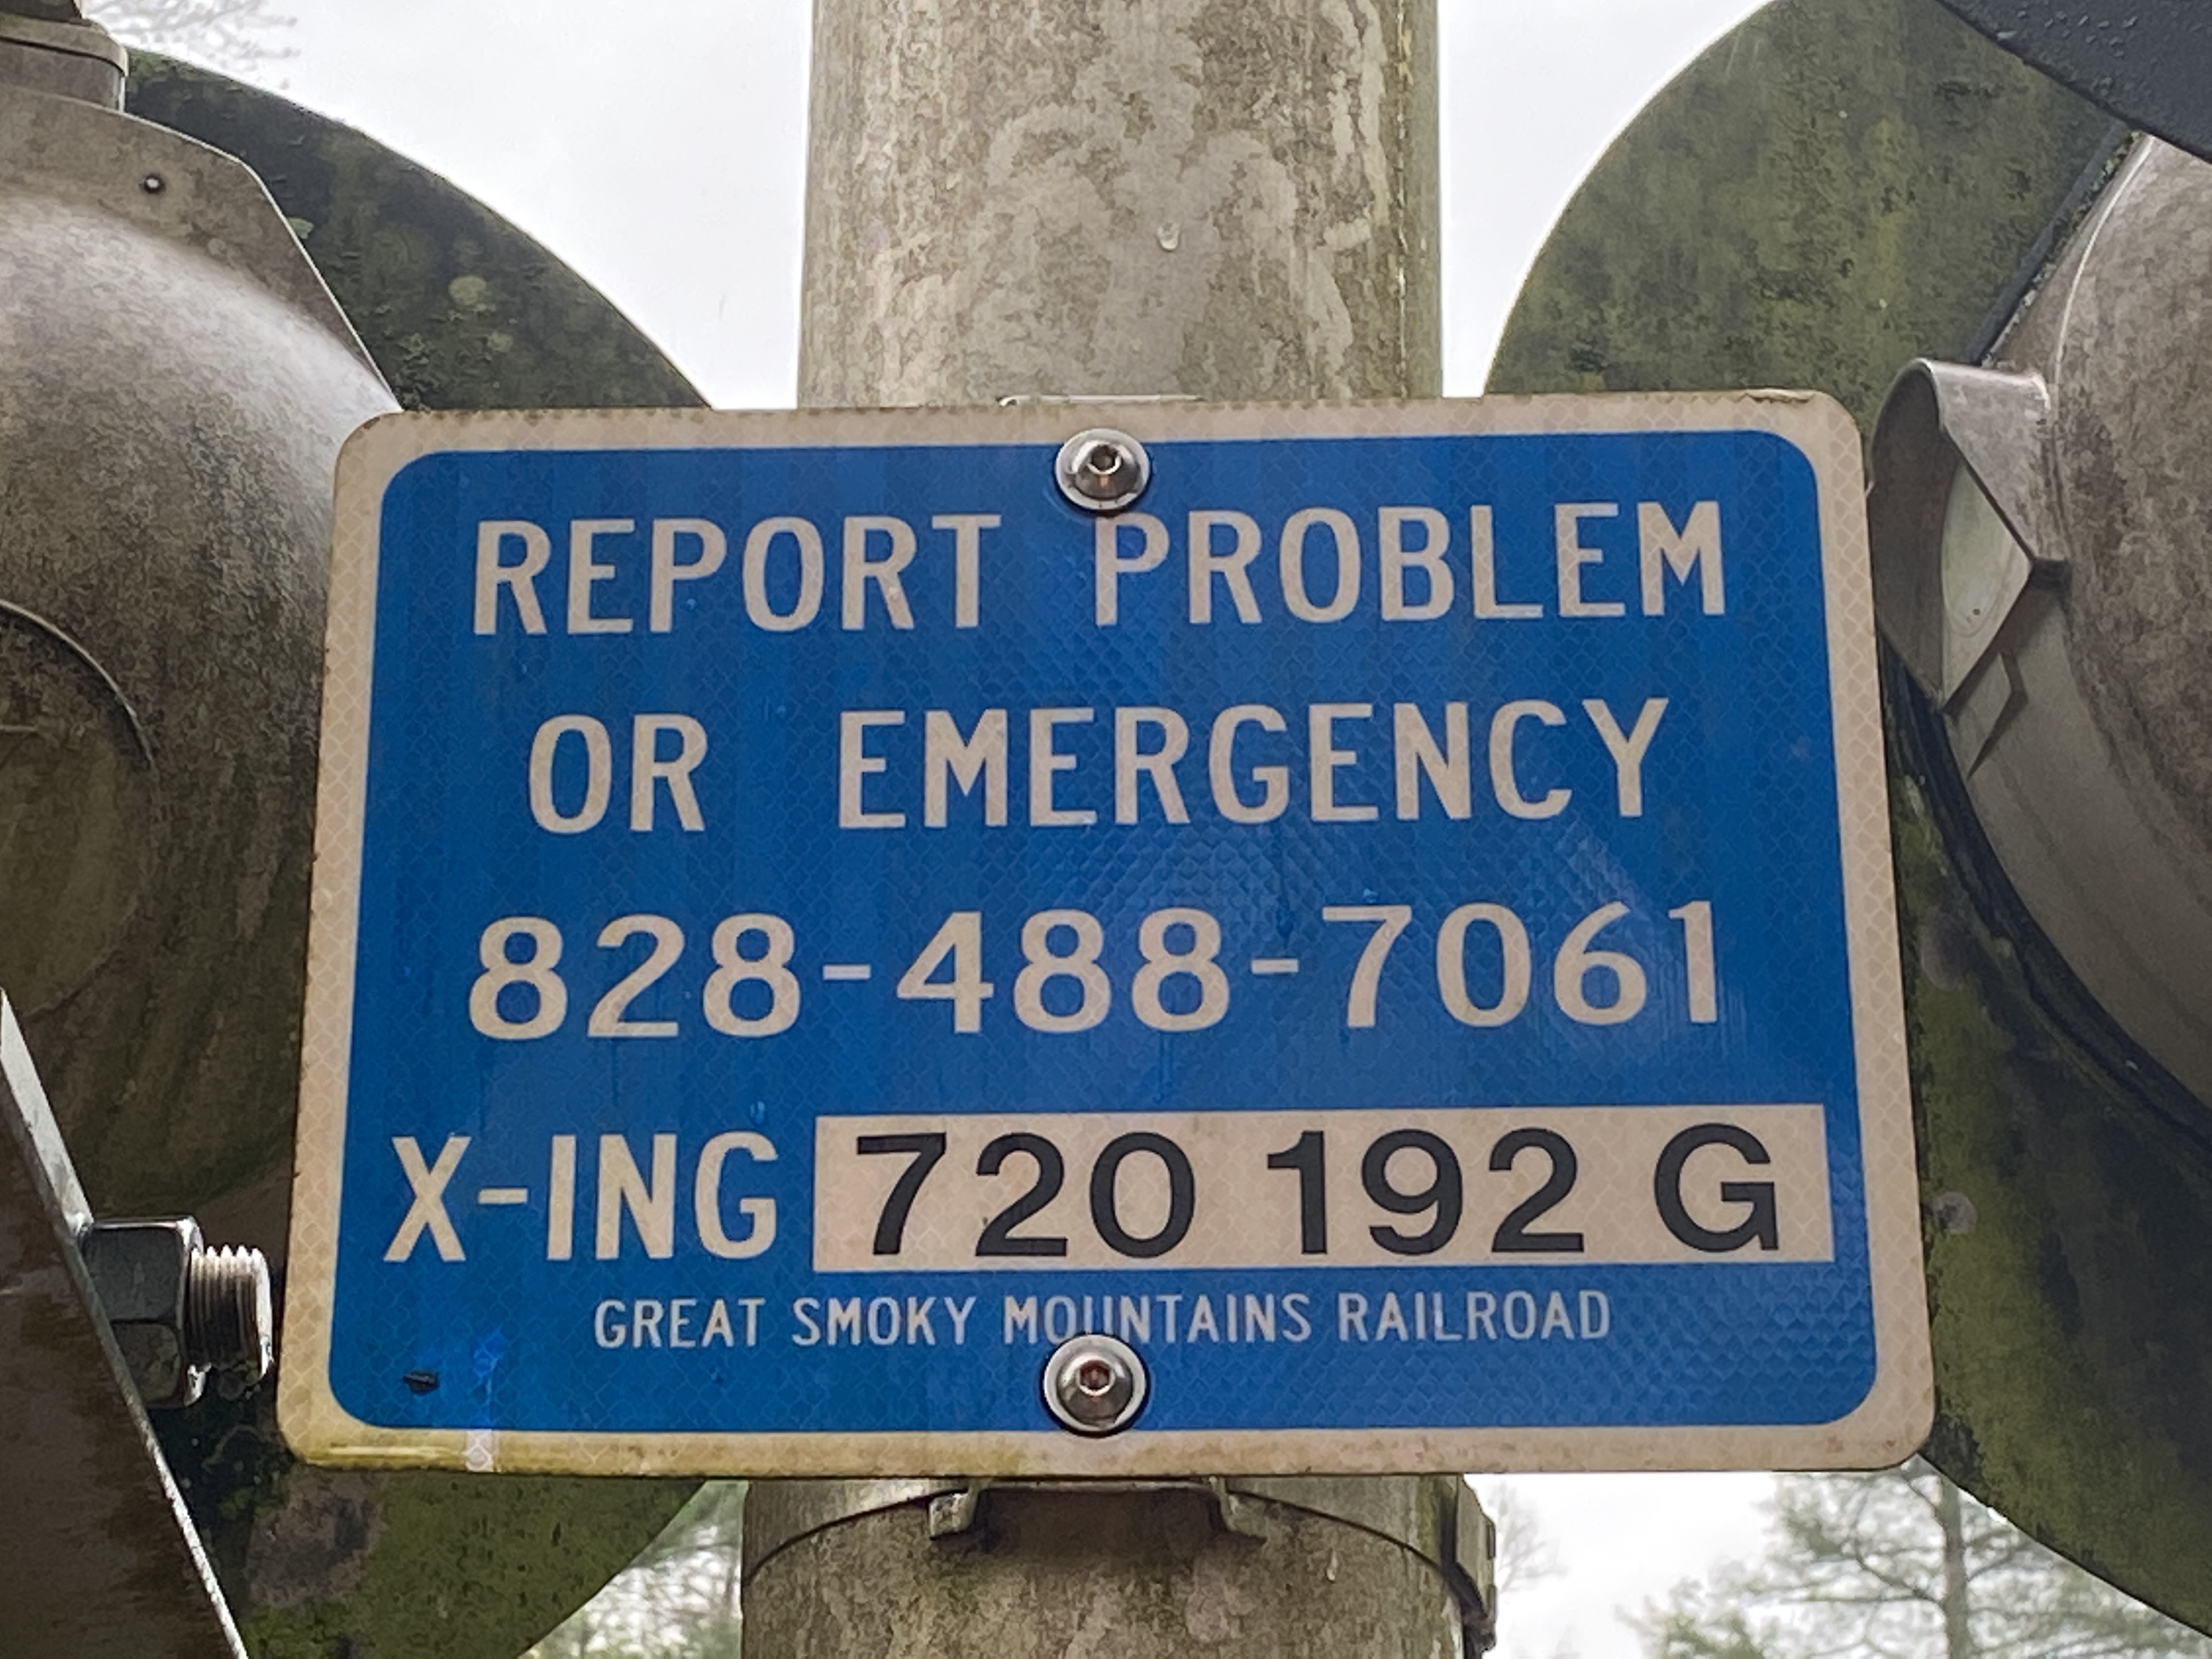 REPORT PROBLEM
OR EMERGENCY
828-488-7061
X-ING 720 192 G
GREAT SMOKY MOUNTAINS RAILROAD